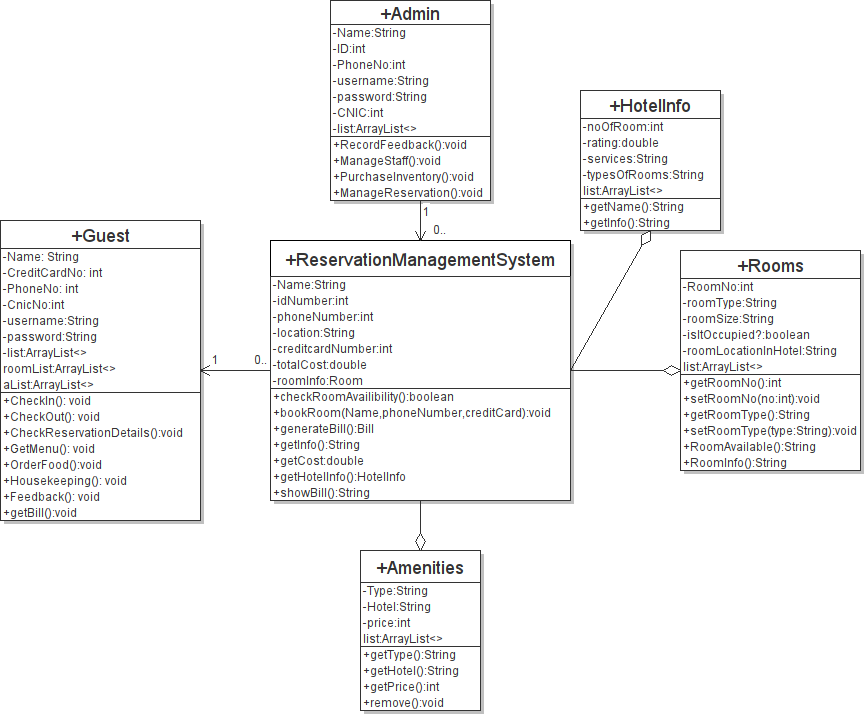 +Admin
-Name:String
-ID:int
-PhoneNo:int
-username:String
-password:String
-CNIC:int
-list:ArrayList<>
+RecordFeedback():void
+ManageStaff():void
+PurchaseInventory():void
+ManageReservation():void
+HotelInfo
-noOfRoom:int
-rating:double
-services:String
-typesOfRooms:String
list:ArrayList<>
+getName():String
+getInfo():String
1
0..
+Guest
-Name: String
-CreditCardNo: int
-PhoneNo: int
-CnicNo:int
-username:String
-password:String
-list:ArrayList<>
roomList:ArrayList<>
aList:ArrayList<>
+CheckIn(): void
+CheckOut(): void
+CheckReservationDetails():void
+GetMenu(): void
+OrderFood():void
+Housekeeping(): void
+Feedback(): void
+getBill():void
1
0..
+ReservationManagementSystem
-Name:String
-idNumber:int
-phoneNumber:int
-location:String
-creditcardNumber:int
-totalCost:double
-roomInfo:Room
+checkRoomAvailibility():boolean
+bookRoom(Name,phoneNumber,creditCard):void
+generateBill():Bill
+getInfo():String
+getCost:double
+getHotelInfo():HotelInfo
+showBill():String
+Rooms
-RoomNo:int
-roomType:String
-roomSize:String
-isItOccupied?:boolean
-roomLocationInHotel:String
list:ArrayList<>
+getRoomNo():int
+setRoomNo(no:int):void
+getRoomType():String
+setRoomType(type:String):void
+RoomAvailable():String
+RoomInfo():String
+Amenities
-Type:String
-Hotel:String
-price:int
list:ArrayList<>
+getType():String
+getHotel():String
+getPrice():int
+remove():void